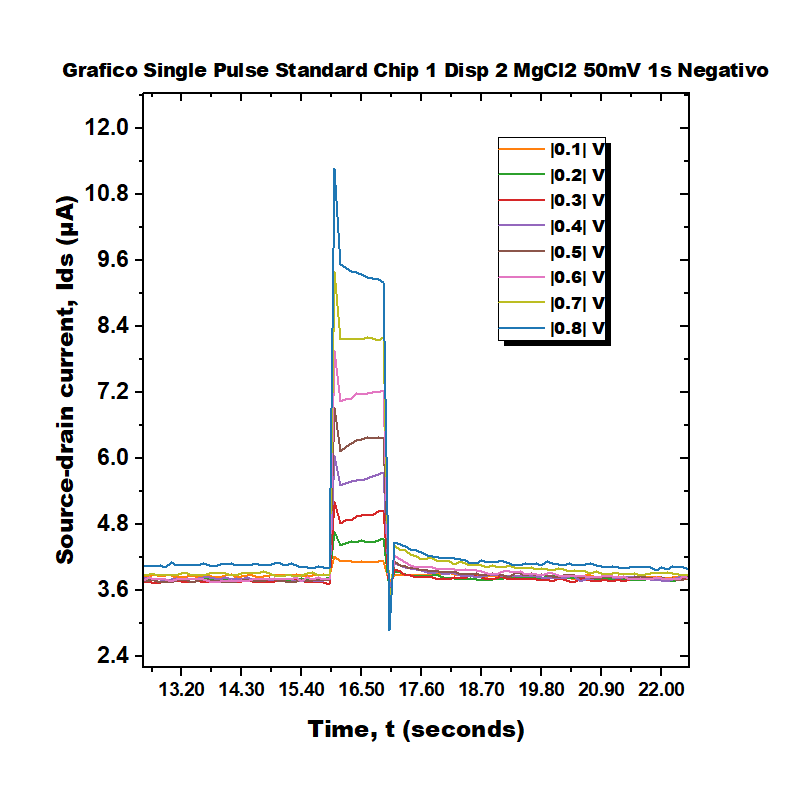 Grafico Single Pulse Standard Chip 1 Disp 2 MgCl2 50mV 1s Negativo
12.0
10.8
9.6
8.4
7.2
6.0
4.8
3.6
2.4
Source-drain current, Ids (µA)
|0.1| V
|0.2| V
|0.3| V
|0.4| V
|0.5| V
|0.6| V
|0.7| V
|0.8| V
13.20 14.30 15.40 16.50 17.60 18.70 19.80 20.90 22.00
Time, t (seconds)